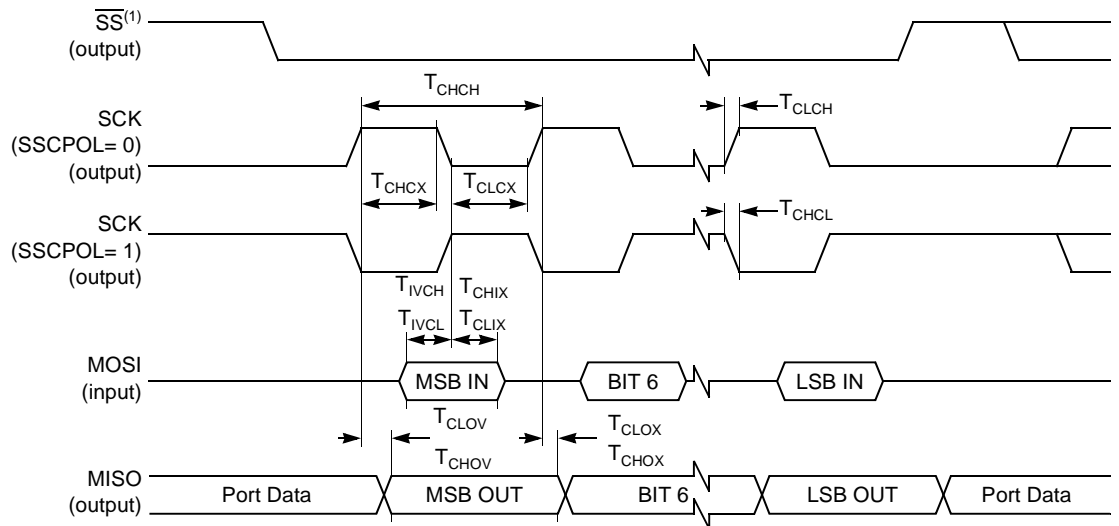 SS(1)
(output)
TCHCH
TCLCH
SCK
(SSCPOL= 0)
(output)
TCHCX
TCLCX
TCHCL
SCK
(SSCPOL= 1)
(output)
TIVCH
TCHIX
TIVCL
TCLIX
MOSI
(input)
MSB IN
BIT 6
LSB IN
TCLOV
TCLOX
TCHOV
TCHOX
MISO
(output)
Port Data
MSB OUT
BIT 6
LSB OUT
Port Data